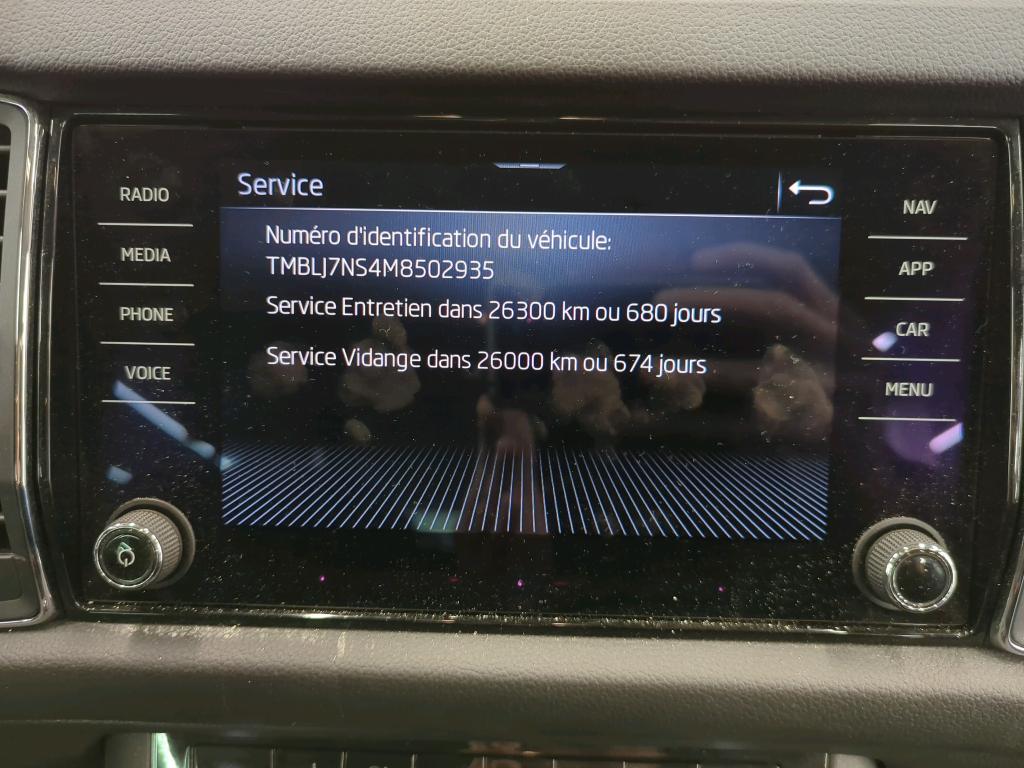 Service
Numéro d'identification du véhicule:
TMBLJ7NS4M8502935
Service Entretien dans 26300 km ou 680 jours
Service Vidange dans 26000 km ou 674 jours
RADIO
MEDIA
PHONE
VOICE
NAV
APP
CAR
MENU